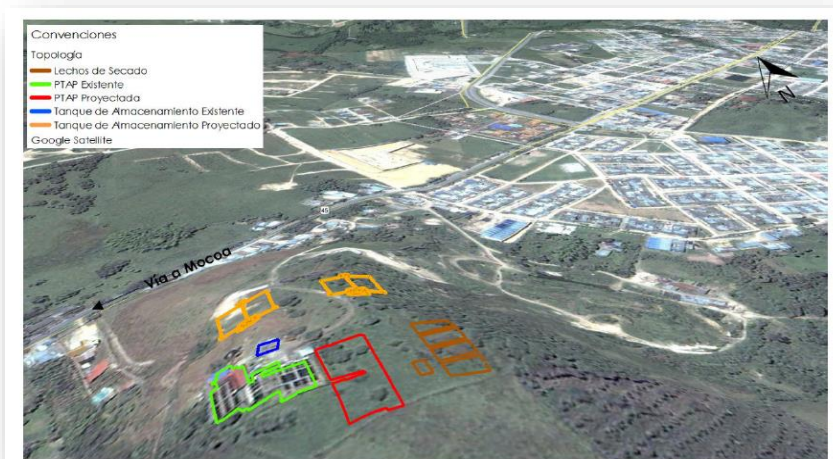 Convenciones
Topología
Lechos de Secado
PTAP Existente
PTAP Proyectada
Tanque de Almacenamiento Existente
Tanque de Almacenamiento Proyectado
Google Satellite
N
45
Vía a Mocoa